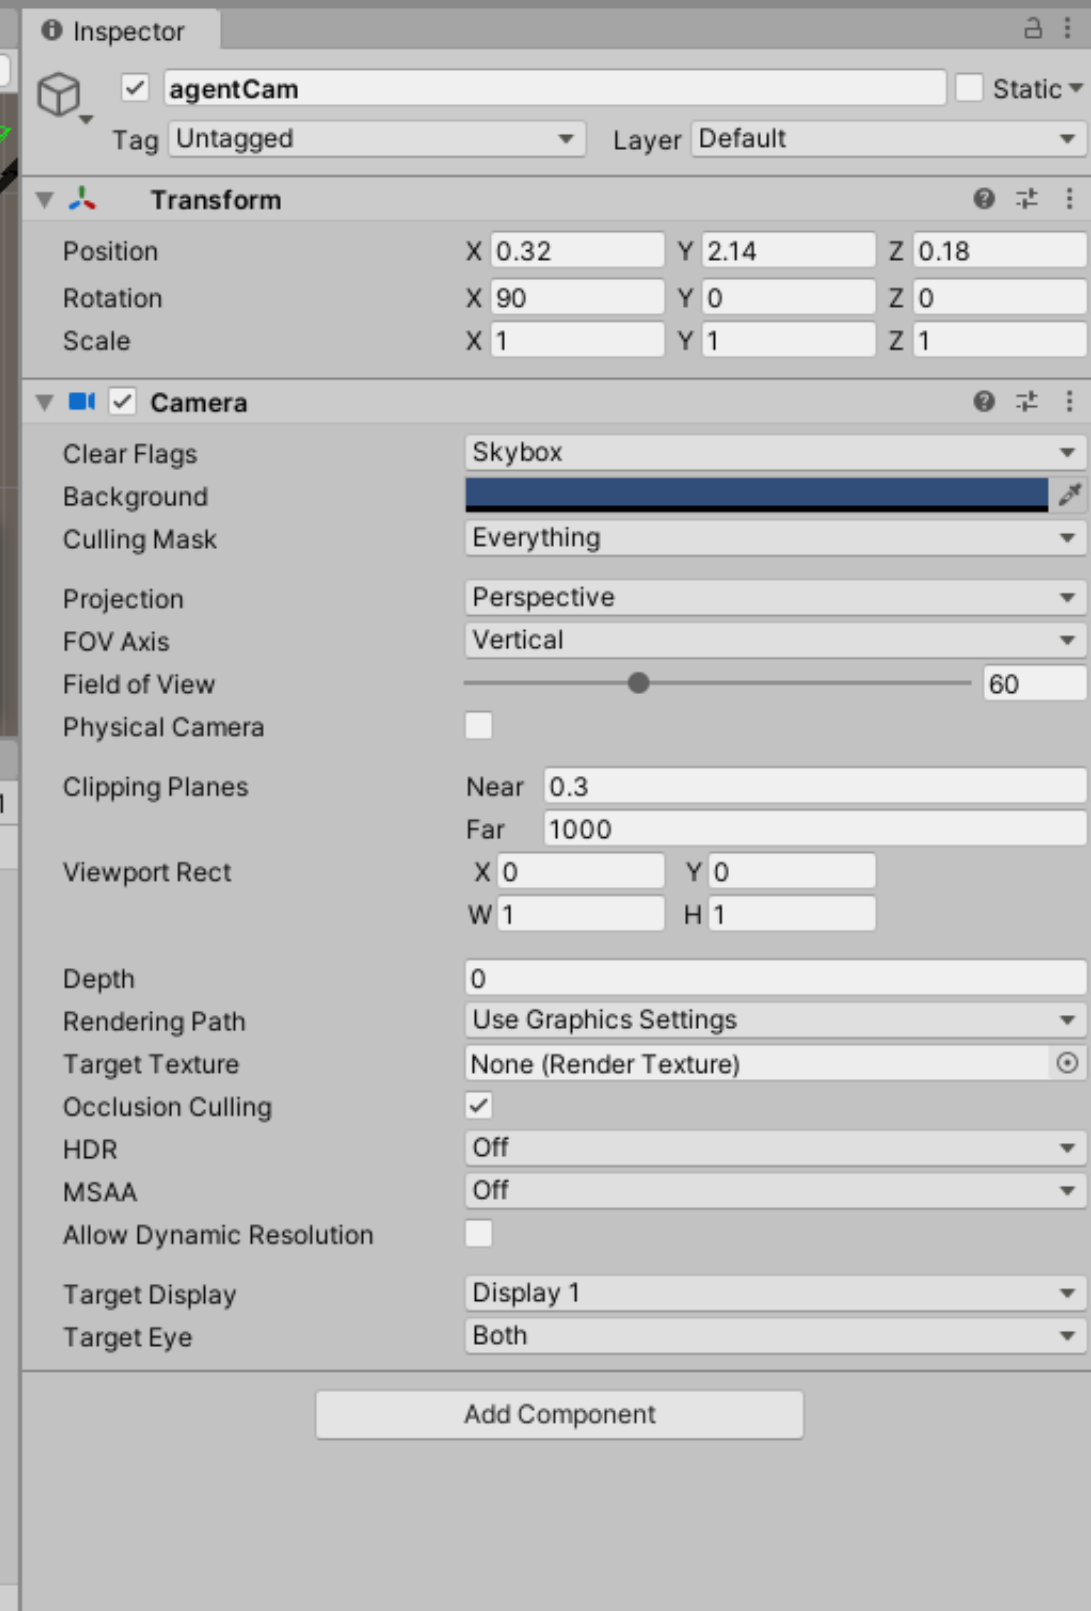 Inspector
agentCam Static
Tag Untagged Layer Default
Transform
Position X 0.32 Y 2.14 Z 0.18
Rotation X 90 Y 0 Z 0
Scale X 1 Y 1 Z 1
Camera
Clear Flags Skybox
Background
Culling Mask Everything
Projection Perspective
FOV Axis Vertical
Field of View 60
Physical Camera
Clipping Planes Near 0.3
Far 1000
Viewport Rect X 0 Y 0
W 1 H 1
Depth 0
Rendering Path Use Graphics Settings
Target Texture None (Render Texture)
Occlusion Culling
HDR Off
MSAA Off
Allow Dynamic Resolution
Target Display Display 1
Target Eye Both
Add Component